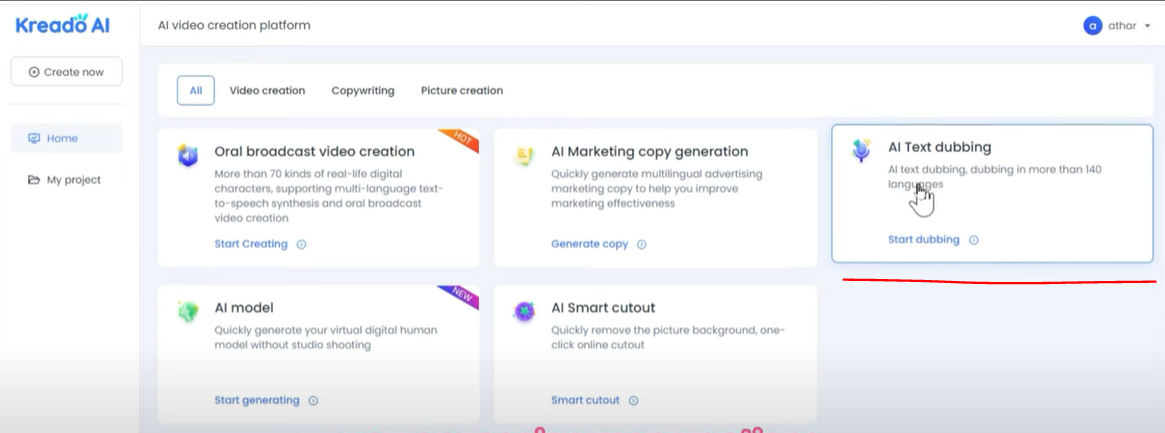 Kreado AI
AI video creation platform
a athar
Create now
Home
My project
All Video creation Copywriting Picture creation
HOT
Oral broadcast video creation
More than 70 kinds of real-life digital
characters, supporting multi-language text-
to-speech synthesis and oral broadcast
video creation
Start Creating
AI Marketing copy generation
Quickly generate multilingual advertising
marketing copy to help you improve
marketing effectiveness
Generate copy
AI Text dubbing
AI text dubbing, dubbing in more than 140
languages
Start dubbing
NEW
AI model
Quickly generate your virtual digital human
model without studio shooting
Start generating
AI Smart cutout
Quickly remove the picture background, one-
click online cutout
Smart cutout